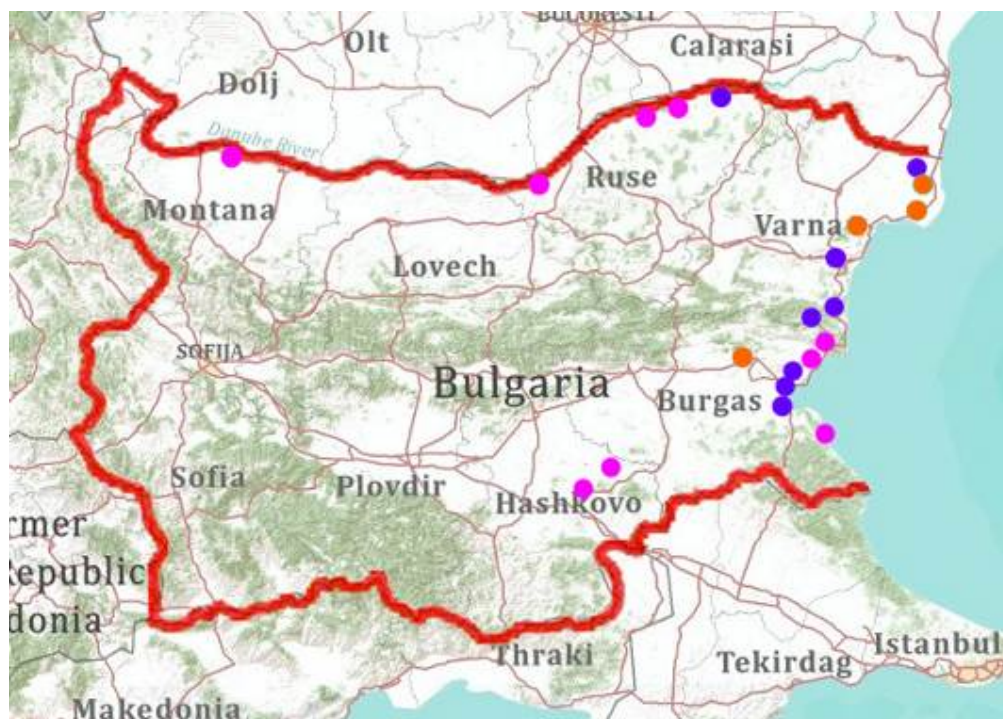 BUCUREŞTI
Olt
Calarasi
Dolj
Danube River
Ruse
Montana
Varna
Lovech
SOFIJA
Bulgaria
Burgas
Sofia
Plovdir
Hashkovo
rmer
Republic
donia
Thraki
Tekirdag
Istanbul
Makedonia